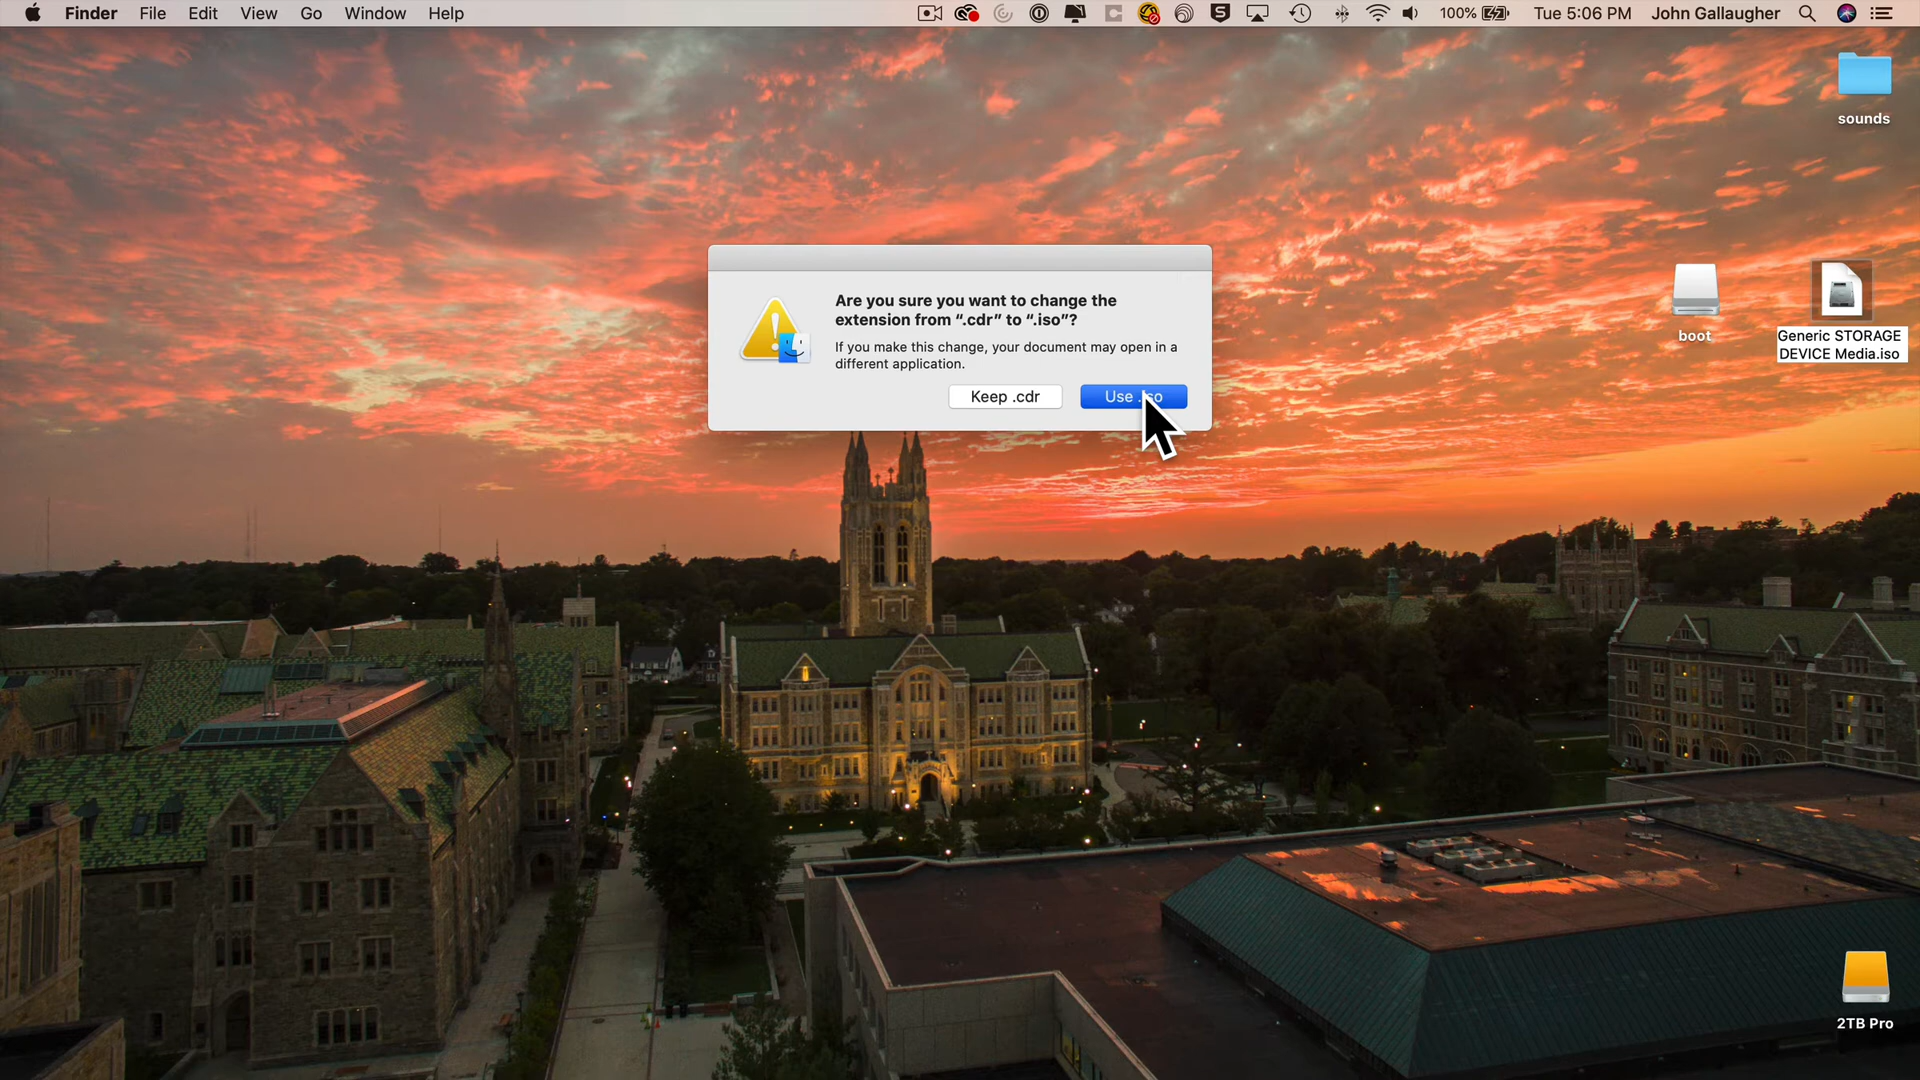 Finder File Edit View Go Window Help 100% Tue 5:06 PM John Gallaugher
sounds
Are you sure you want to change the
extension from “.cdr” to “.iso”?
If you make this change, your document may open in a
different application.
Keep .cdr
boot
Generic STORAGE
DEVICE Media.iso
2TB Pro